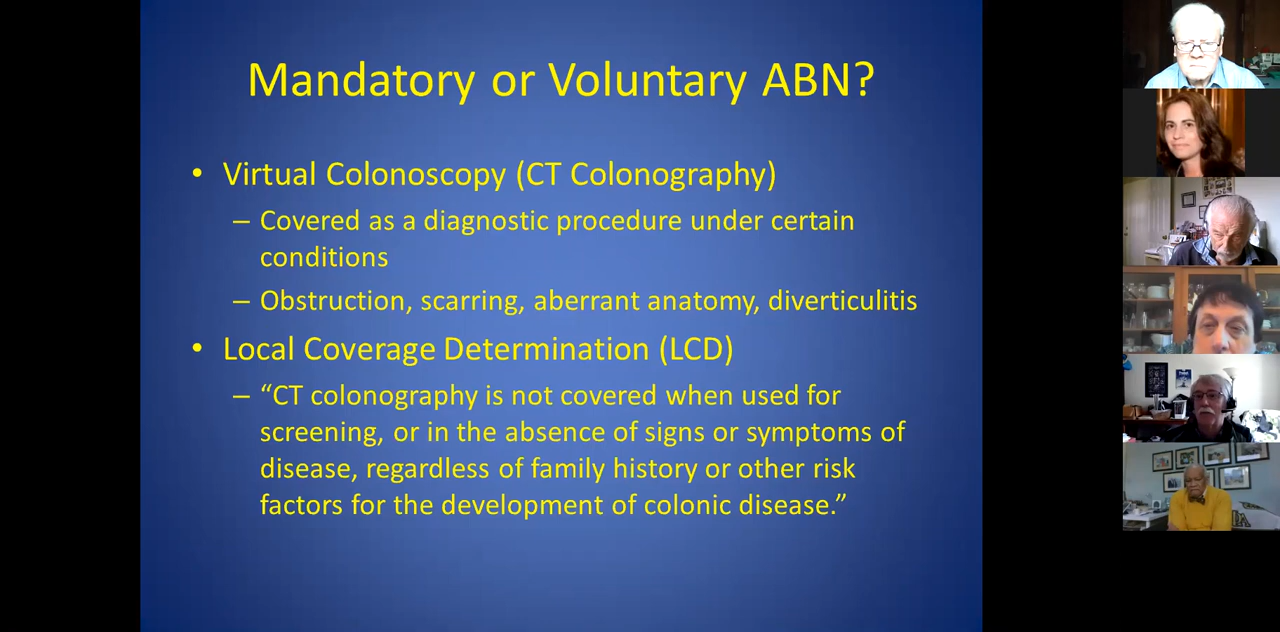 Mandatory or Voluntary ABN?
• Virtual Colonoscopy (CT Colonography)
– Covered as a diagnostic procedure under certain
conditions
– Obstruction, scarring, aberrant anatomy, diverticulitis
• Local Coverage Determination (LCD)
– “CT colonography is not covered when used for
screening, or in the absence of signs or symptoms of
disease, regardless of family history or other risk
factors for the development of colonic disease.”